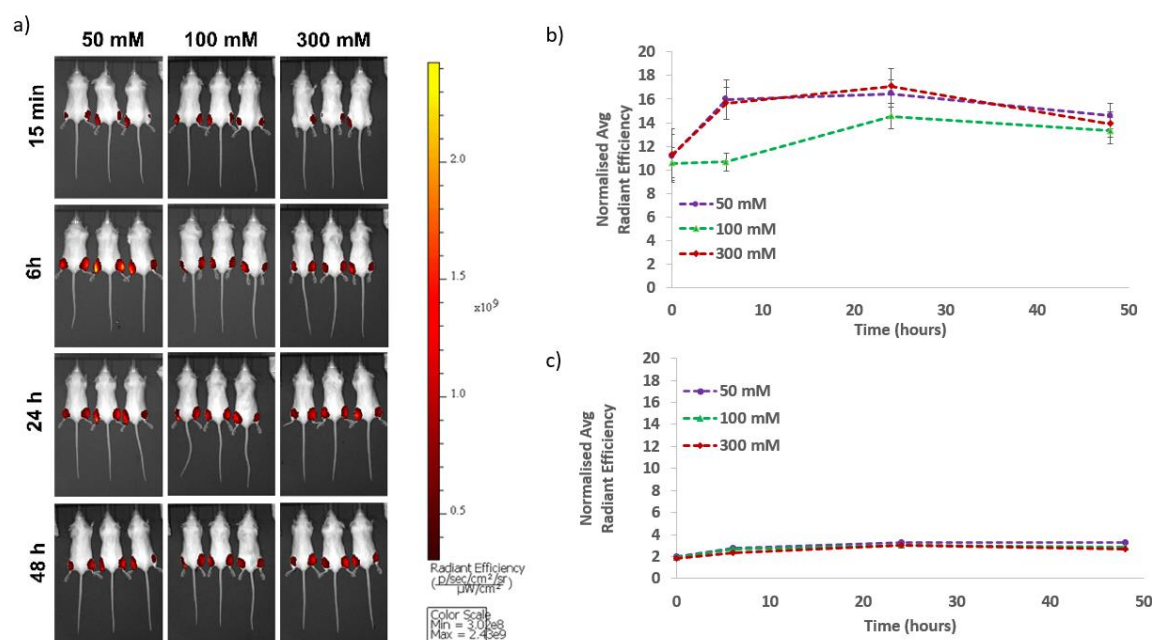 a)
50 mM 100 mM 300 mM
15 min
6h
24 h
48 h
2.0
1.5
x10⁹
1.0
0.5
Radiant Efficiency
(p/sec/cm²/sr
µW/cm²)
Color Scale
Min = 3.02e8
Max = 2.43e9
b)
Normalised Avg
Radiant Efficiency
20
18
16
14
12
10
8
6
4
2
0
50 mM
100 mM
300 mM
0 10 20 30 40 50
Time (hours)
c)
Normalised Avg
Radiant Efficiency
20
18
16
14
12
10
8
6
4
2
0
50 mM
100 mM
300 mM
0 10 20 30 40 50
Time (hours)